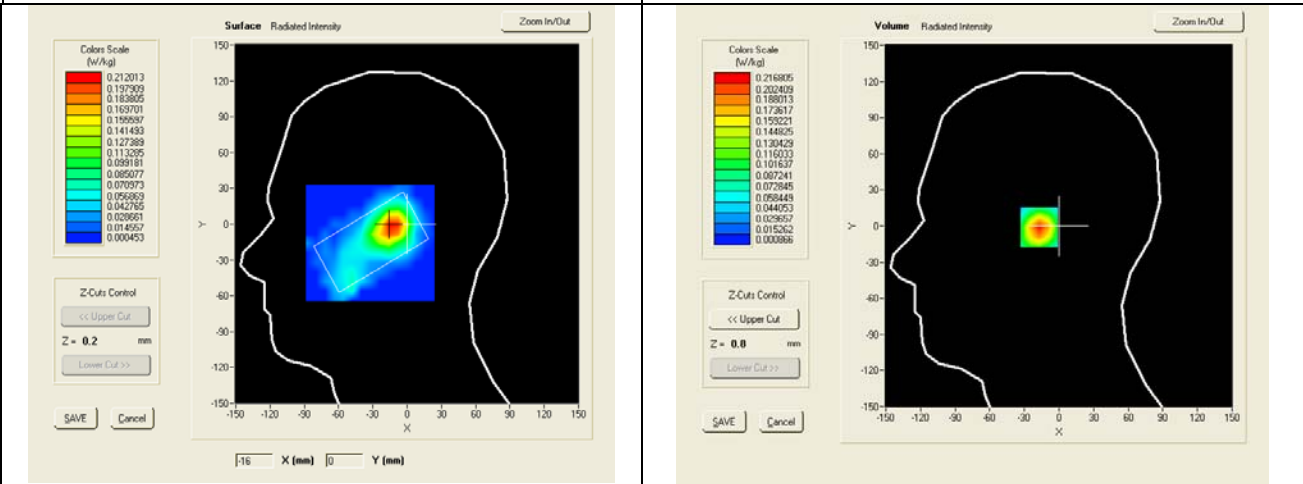 Surface Radiated Intensity
Zoom In/Out
Colors Scale
(W/kg)
0.212013
0.197909
0.183805
0.169701
0.155597
0.141493
0.127389
0.113285
0.099181
0.085077
0.070973
0.056869
0.042765
0.028661
0.014557
0.000453
Z-Cuts Control
<< Upper Cut
Z = 0.2 mm
Lower Cut >>
SAVE
Cancel
Y
150
120
90
60
30
0
-30
-60
-90
-120
-150
-150 -120 -90 -60 -30 0 30 60 90 120 150
X
-16 X (mm) 0 Y (mm)
Volume Radiated Intensity
Zoom In/Out
Colors Scale
(W/kg)
0.216805
0.202409
0.188013
0.173617
0.159221
0.144825
0.130429
0.116033
0.101637
0.087241
0.072845
0.058449
0.044053
0.029657
0.015262
0.000866
Z-Cuts Control
<< Upper Cut
Z = 0.8 mm
Lower Cut >>
SAVE
Cancel
Y
150
120
90
60
30
0
-30
-60
-90
-120
-150
-150 -120 -90 -60 -30 0 30 60 90 120 150
X